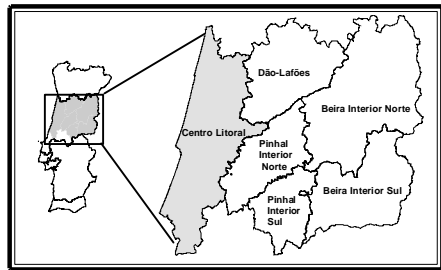 Dão-Lafões
Beira Interior Norte
Centro Litoral
Pinhal
Interior
Norte
Beira Interior Sul
Pinhal
Interior
Sul